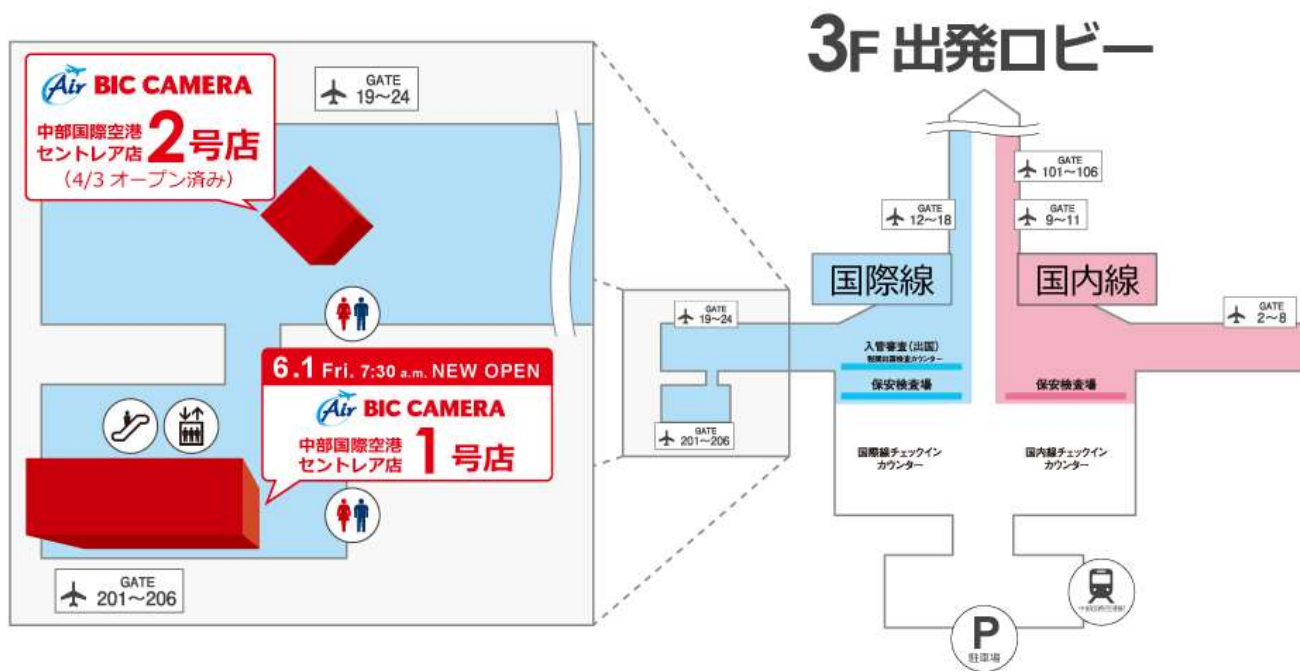 3F 出発ロビー
Air BIC CAMERA
中部国際空港
セントレア店 2号店
(4/3 オープン済み)
GATE
19～24
6.1 Fri. 7:30 a.m. NEW OPEN
Air BIC CAMERA
中部国際空港
セントレア店 1号店
GATE
201～206
GATE
19～24
GATE
201～206
GATE
12～18
GATE
101～106
GATE
9～11
国際線
国内線
GATE
2～8
入管審査(出国)
保安検査場
保安検査場
国際線チェックイン
カウンター
国内線チェックイン
カウンター
P
駐車場